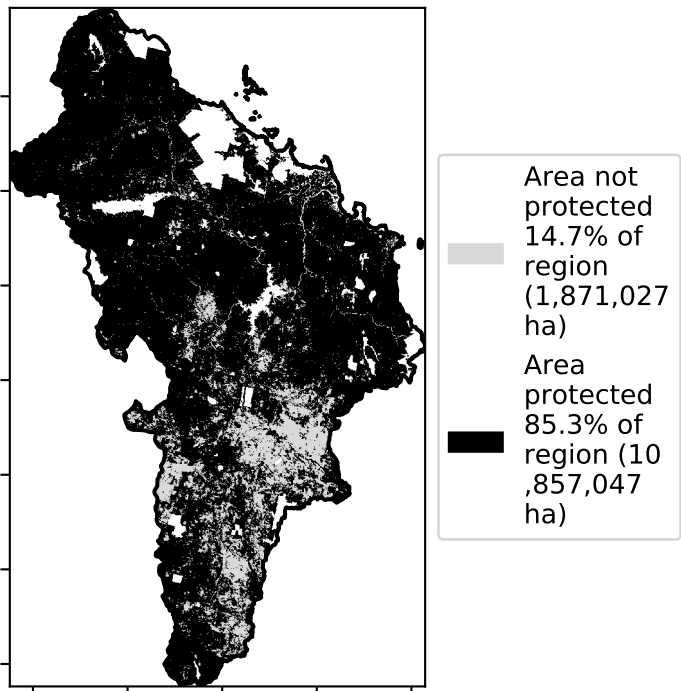 Area not
protected
14.7% of
region
(1,871,027
ha)
Area
protected
85.3% of
region (10
,857,047
ha)